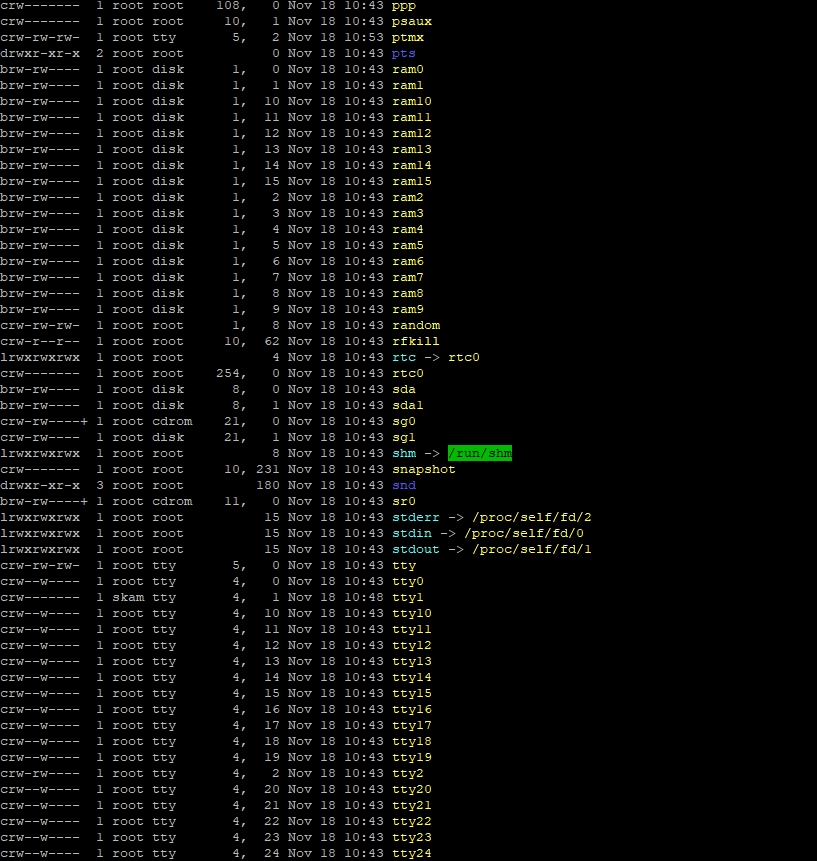 crw-------  1 root root    108,   0 Nov 18 10:43 ppp
crw-------  1 root root     10,   1 Nov 18 10:43 psaux
crw-rw-rw-  1 root tty       5,   2 Nov 18 10:53 ptmx
drwxr-xr-x  2 root root           0 Nov 18 10:43 pts
brw-rw----  1 root disk      1,   0 Nov 18 10:43 ram0
brw-rw----  1 root disk      1,   1 Nov 18 10:43 ram1
brw-rw----  1 root disk      1,  10 Nov 18 10:43 ram10
brw-rw----  1 root disk      1,  11 Nov 18 10:43 ram11
brw-rw----  1 root disk      1,  12 Nov 18 10:43 ram12
brw-rw----  1 root disk      1,  13 Nov 18 10:43 ram13
brw-rw----  1 root disk      1,  14 Nov 18 10:43 ram14
brw-rw----  1 root disk      1,  15 Nov 18 10:43 ram15
brw-rw----  1 root disk      1,   2 Nov 18 10:43 ram2
brw-rw----  1 root disk      1,   3 Nov 18 10:43 ram3
brw-rw----  1 root disk      1,   4 Nov 18 10:43 ram4
brw-rw----  1 root disk      1,   5 Nov 18 10:43 ram5
brw-rw----  1 root disk      1,   6 Nov 18 10:43 ram6
brw-rw----  1 root disk      1,   7 Nov 18 10:43 ram7
brw-rw----  1 root disk      1,   8 Nov 18 10:43 ram8
brw-rw----  1 root disk      1,   9 Nov 18 10:43 ram9
crw-rw-rw-  1 root root      1,   8 Nov 18 10:43 random
crw-r--r--  1 root root     10,  62 Nov 18 10:43 rfkill
lrwxrwxrwx  1 root root           4 Nov 18 10:43 rtc -> rtc0
crw-------  1 root root    254,   0 Nov 18 10:43 rtc0
brw-rw----  1 root disk      8,   0 Nov 18 10:43 sda
brw-rw----  1 root disk      8,   1 Nov 18 10:43 sda1
crw-rw----+ 1 root cdrom    21,   0 Nov 18 10:43 sg0
crw-rw----  1 root disk     21,   1 Nov 18 10:43 sg1
lrwxrwxrwx  1 root root           8 Nov 18 10:43 shm -> /run/shm
crw-------  1 root root     10, 231 Nov 18 10:43 snapshot
drwxr-xr-x  3 root root         180 Nov 18 10:43 snd
brw-rw----+ 1 root cdrom    11,   0 Nov 18 10:43 sr0
lrwxrwxrwx  1 root root          15 Nov 18 10:43 stderr -> /proc/self/fd/2
lrwxrwxrwx  1 root root          15 Nov 18 10:43 stdin -> /proc/self/fd/0
lrwxrwxrwx  1 root root          15 Nov 18 10:43 stdout -> /proc/self/fd/1
crw-rw-rw-  1 root tty       5,   0 Nov 18 10:43 tty
crw--w----  1 root tty       4,   0 Nov 18 10:43 tty0
crw-------  1 skam tty       4,   1 Nov 18 10:48 tty1
crw--w----  1 root tty       4,  10 Nov 18 10:43 tty10
crw--w----  1 root tty       4,  11 Nov 18 10:43 tty11
crw--w----  1 root tty       4,  12 Nov 18 10:43 tty12
crw--w----  1 root tty       4,  13 Nov 18 10:43 tty13
crw--w----  1 root tty       4,  14 Nov 18 10:43 tty14
crw--w----  1 root tty       4,  15 Nov 18 10:43 tty15
crw--w----  1 root tty       4,  16 Nov 18 10:43 tty16
crw--w----  1 root tty       4,  17 Nov 18 10:43 tty17
crw--w----  1 root tty       4,  18 Nov 18 10:43 tty18
crw--w----  1 root tty       4,  19 Nov 18 10:43 tty19
crw-rw----  1 root tty       4,   2 Nov 18 10:43 tty2
crw--w----  1 root tty       4,  20 Nov 18 10:43 tty20
crw--w----  1 root tty       4,  21 Nov 18 10:43 tty21
crw--w----  1 root tty       4,  22 Nov 18 10:43 tty22
crw--w----  1 root tty       4,  23 Nov 18 10:43 tty23
crw--w----  1 root tty       4,  24 Nov 18 10:43 tty24